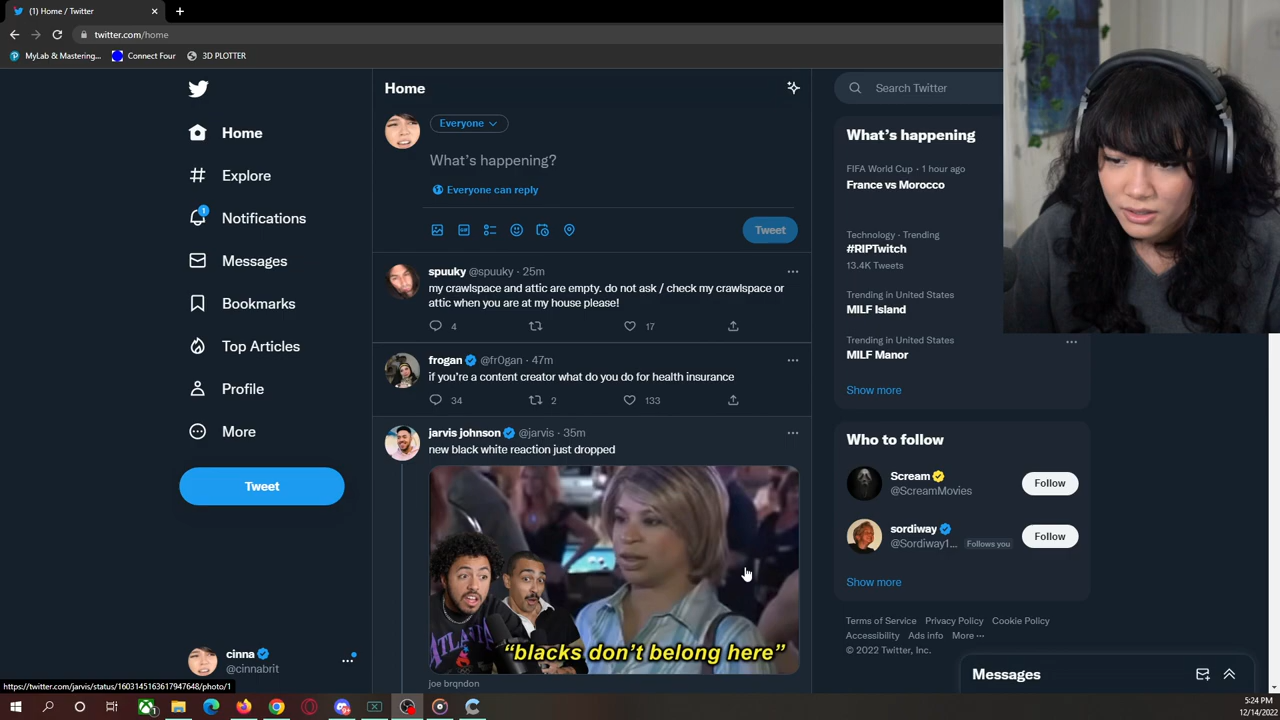 (1) Home / Twitter
twitter.com/home
MyLab & Mastering...
Connect Four
3D PLOTTER
Home
Explore
1
Notifications
Messages
Bookmarks
Top Articles
Profile
More
Tweet
cinna
@cinnabrit
Home
Everyone
What's happening?
Everyone can reply
GIF
Tweet
spuuky @spuuky · 25m
my crawlspace and attic are empty. do not ask / check my crawlspace or
attic when you are at my house please!
4
17
frogan @fr0gan · 47m
if you're a content creator what do you do for health insurance
34
2
133
jarvis johnson @jarvis · 35m
new black white reaction just dropped
ATLANTA
"blacks don't belong here"
joe brqndon
Search Twitter
What's happening
FIFA World Cup · 1 hour ago
France vs Morocco
Technology · Trending
#RIPTwitch
13.4K Tweets
Trending in United States
MILF Island
Trending in United States
MILF Manor
Show more
Who to follow
Scream
@ScreamMovies
Follow
sordiway
@Sordiway1...
Follows you
Follow
Show more
Terms of Service Privacy Policy Cookie Policy
Accessibility Ads info More ...
© 2022 Twitter, Inc.
Messages
https://twitter.com/jarvis/status/1603145163617947648/photo/1
5:24 PM
12/14/2022